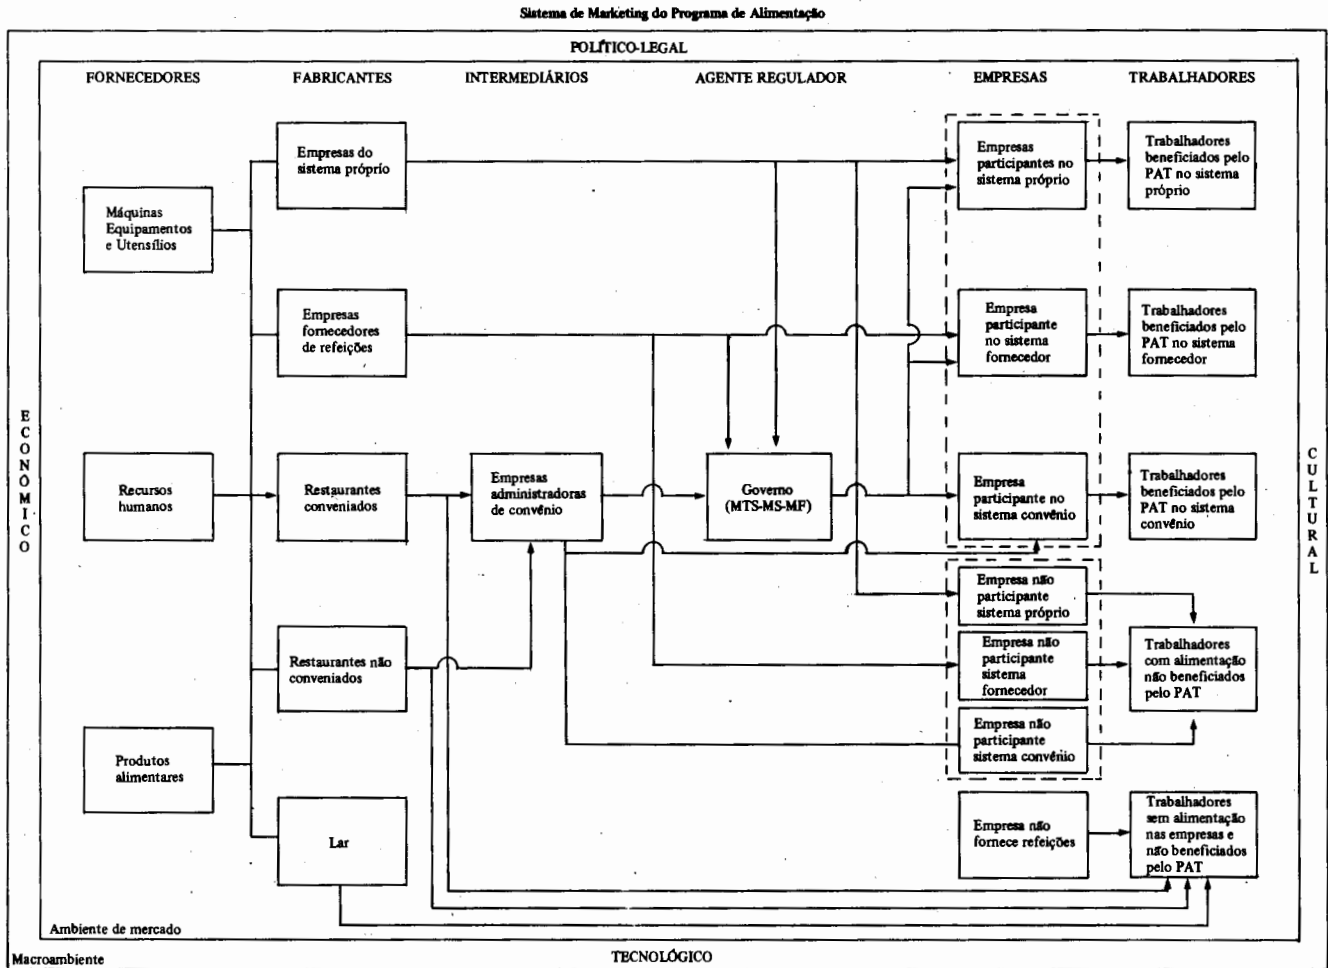 Sistema de Marketing do Programa de Alimentação
POLÍTICO-LEGAL
FORNECEDORES
FABRICANTES
INTERMEDIÁRIOS
AGENTE REGULADOR
EMPRESAS
TRABALHADORES
Máquinas
Equipamentos
e Utensílios
Recursos
humanos
Produtos
alimentares
Empresas do
sistema próprio
Empresas
fornecedores
de refeições
Restaurantes
conveniados
Restaurantes não
conveniados
Lar
Empresas
administradoras
de convênio
Governo
(MTS-MS-MF)
Empresas
participantes no
sistema próprio
Empresa
participante
no sistema
fornecedor
Empresa
participante no
sistema convênio
Empresa não
participante
sistema próprio
Empresa não
participante
sistema
fornecedor
Empresa não
participante
sistema convênio
Empresa não
fornece refeições
Trabalhadores
beneficiados pelo
PAT no sistema
próprio
Trabalhadores
beneficiados pelo
PAT no sistema
fornecedor
Trabalhadores
beneficiados pelo
PAT no sistema
convênio
Trabalhadores
com alimentação
não beneficiados
pelo PAT
Trabalhadores
sem alimentação
nas empresas e
não beneficiados
pelo PAT
ECONÔMICO
CULTURAL
Ambiente de mercado
Macroambiente
TECNOLÓGICO